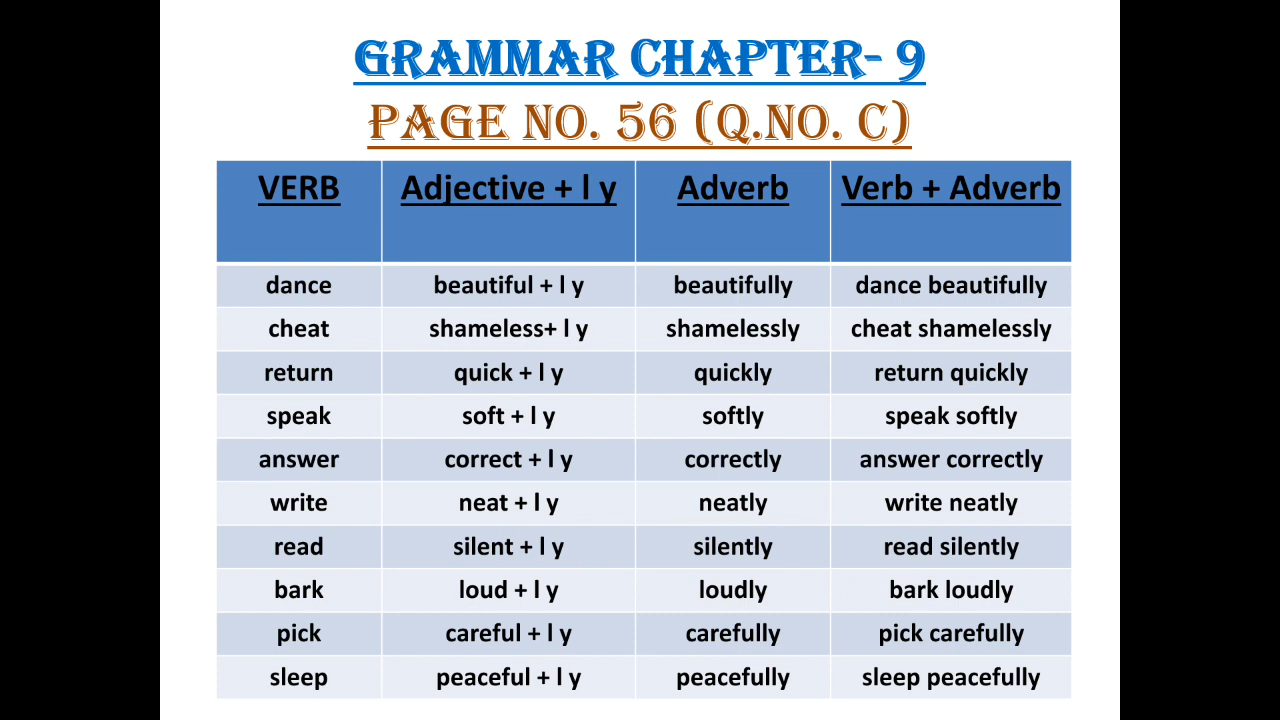 GRAMMAR CHAPTER- 9
PAGE NO. 56 (Q.NO. C)
VERB Adjective + l y Adverb Verb + Adverb
dance beautiful + l y beautifully dance beautifully
cheat shameless+ l y shamelessly cheat shamelessly
return quick + l y quickly return quickly
speak soft + l y softly speak softly
answer correct + l y correctly answer correctly
write neat + l y neatly write neatly
read silent + l y silently read silently
bark loud + l y loudly bark loudly
pick careful + l y carefully pick carefully
sleep peaceful + l y peacefully sleep peacefully